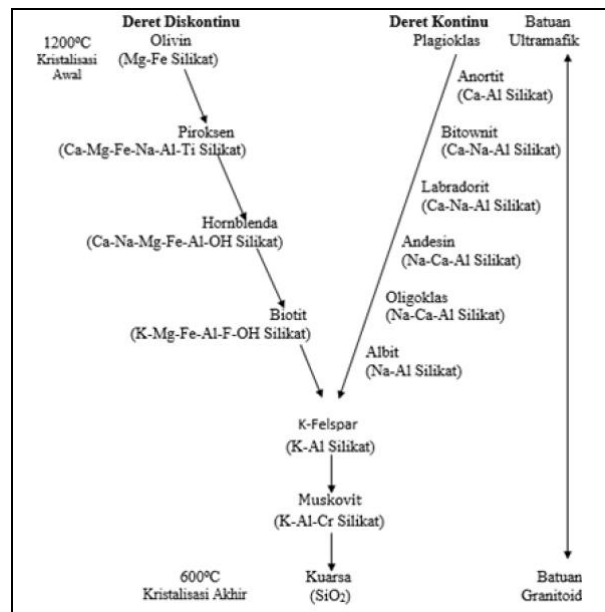 Deret Diskontinu
Deret Kontinu
Batuan
1200⁰C
Olivin
Plagioklas
Ultramafik
Kristalisasi
Awal
(Mg-Fe Silikat)
Anortit
(Ca-Al Silikat)
Piroksen
(Ca-Mg-Fe-Na-Al-Ti Silikat)
Bitownit
(Ca-Na-Al Silikat)
Labradorit
(Ca-Na-Al Silikat)
Hornblenda
(Ca-Na-Mg-Fe-Al-OH Silikat)
Andesin
(Na-Ca-Al Silikat)
Biotit
(K-Mg-Fe-Al-F-OH Silikat)
Oligoklas
(Na-Ca-Al Silikat)
Albit
(Na-Al Silikat)
K-Felspar
(K-Al Silikat)
Muskovit
(K-Al-Cr Silikat)
600⁰C
Kristalisasi Akhir
Kuarsa
(SiO₂)
Batuan
Granitoid